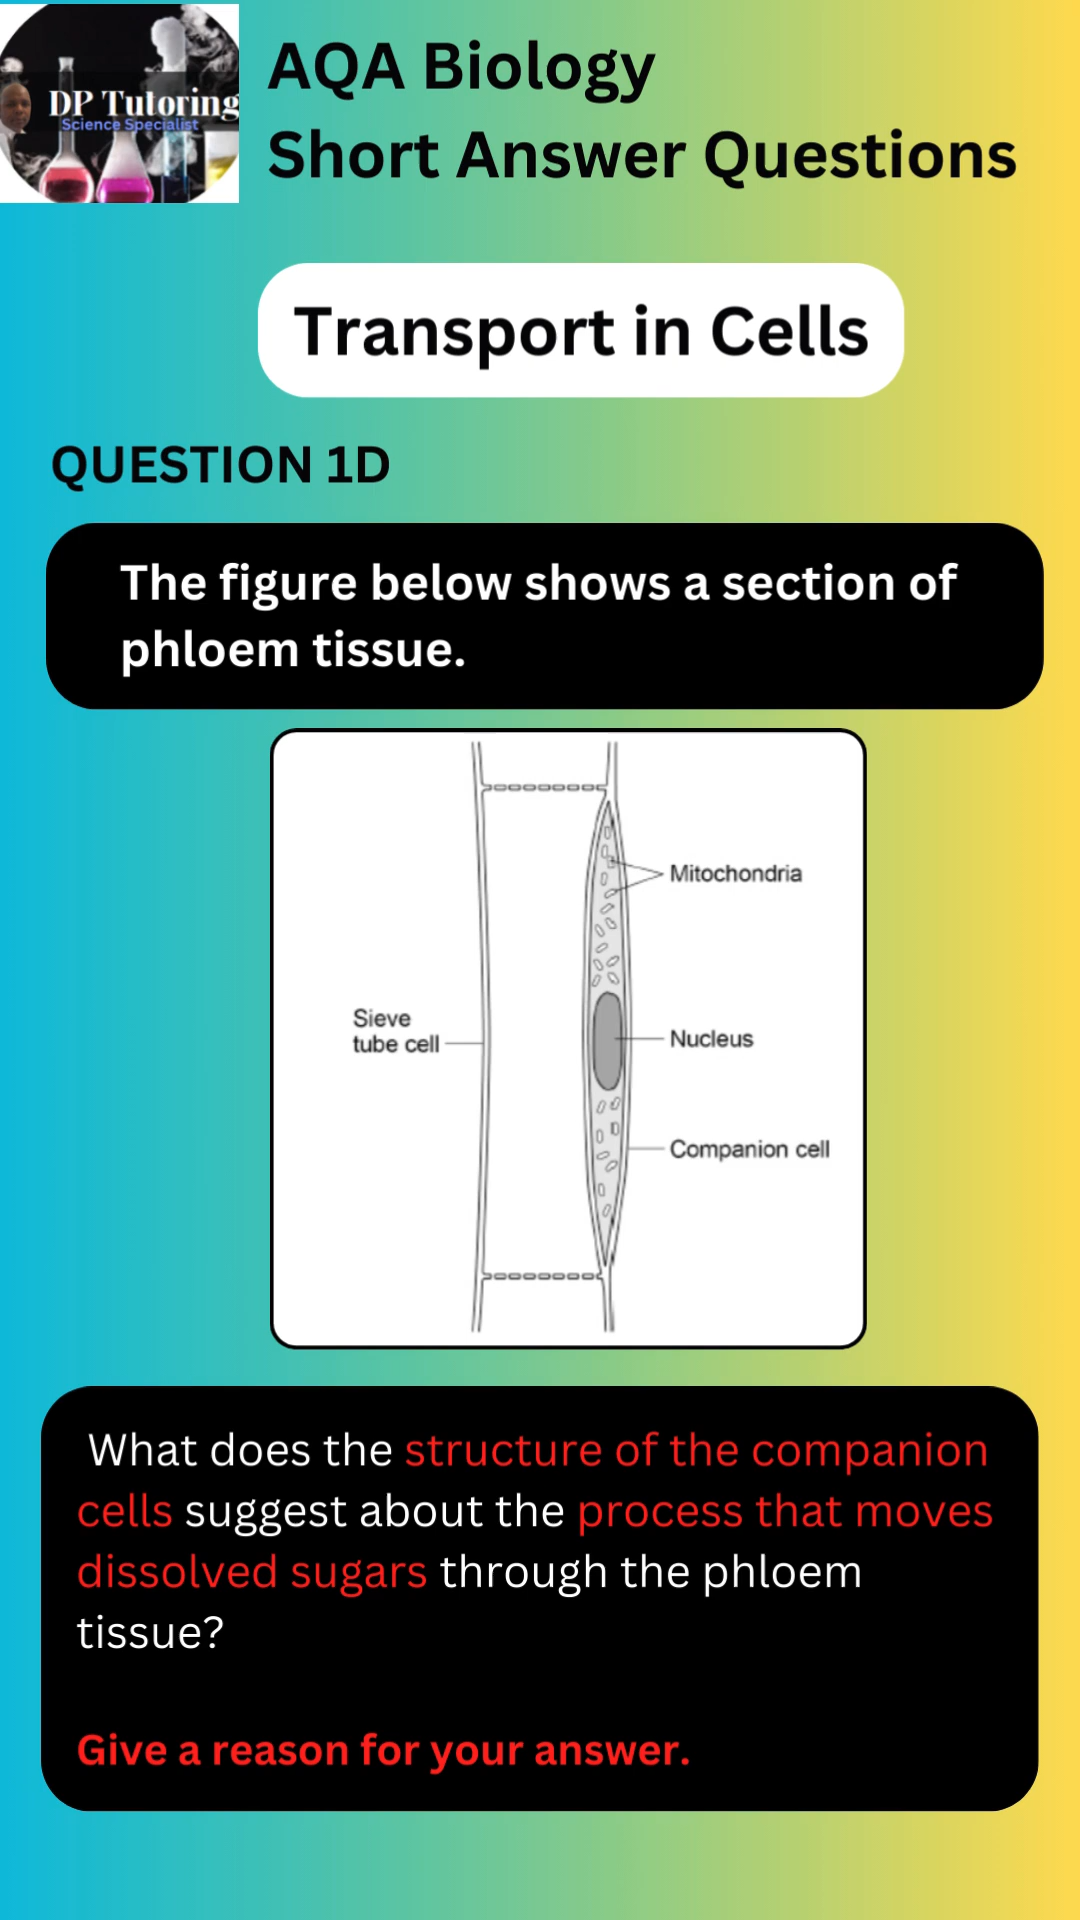 DP Tutoring
Science Specialist
AQA Biology
Short Answer Questions
Transport in Cells
QUESTION 1D
The figure below shows a section of
phloem tissue.
Mitochondria
Sieve
tube cell
Nucleus
Companion cell
What does the structure of the companion
cells suggest about the process that moves
dissolved sugars through the phloem
tissue?
Give a reason for your answer.